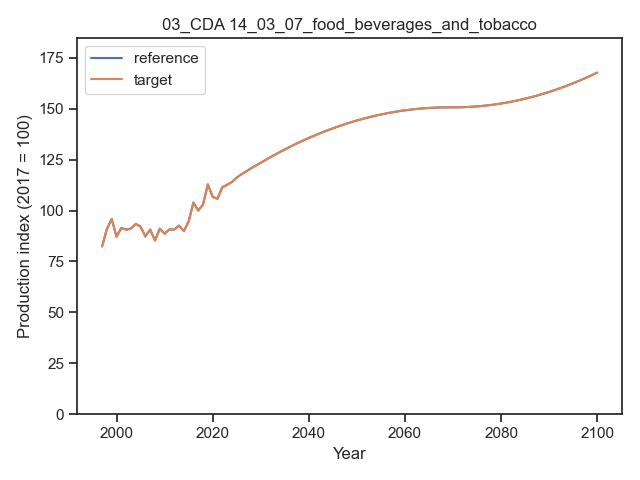 03_CDA 14_03_07_food_beverages_and_tobacco
reference
target
Production index (2017 = 100)
175
150
125
100
75
50
25
0
2000
2020
2040
2060
2080
2100
Year